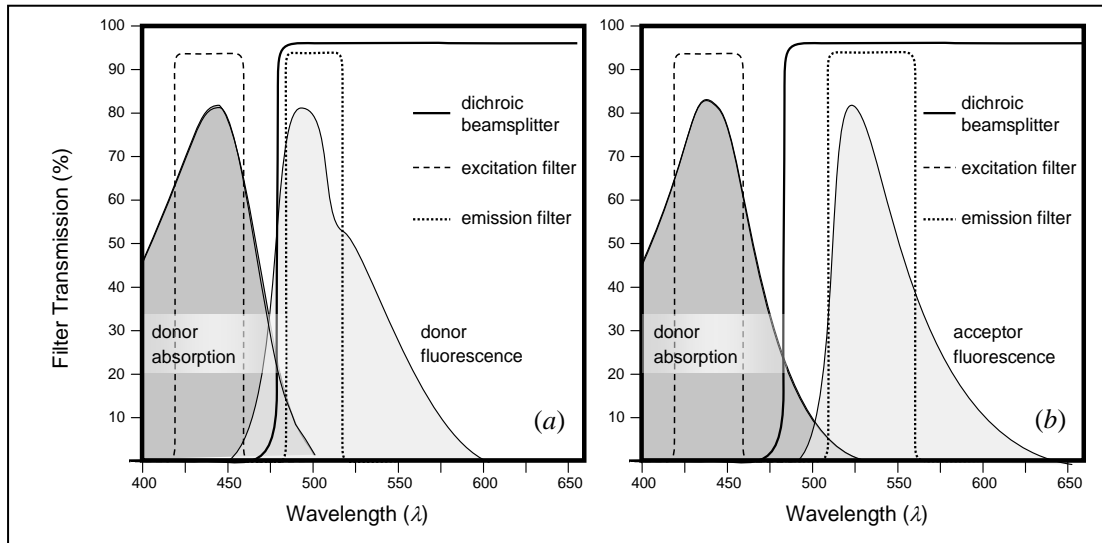 Filter Transmission (%)
100
90
80
70
60
50
40
30
20
10
dichroic
beamsplitter
excitation filter
emission filter
donor
absorption
donor
fluorescence
(a)
400 450 500 550 600 650
Wavelength (λ)
100
90
80
70
60
50
40
30
20
10
dichroic
beamsplitter
excitation filter
emission filter
donor
absorption
acceptor
fluorescence
(b)
400 450 500 550 600 650
Wavelength (λ)